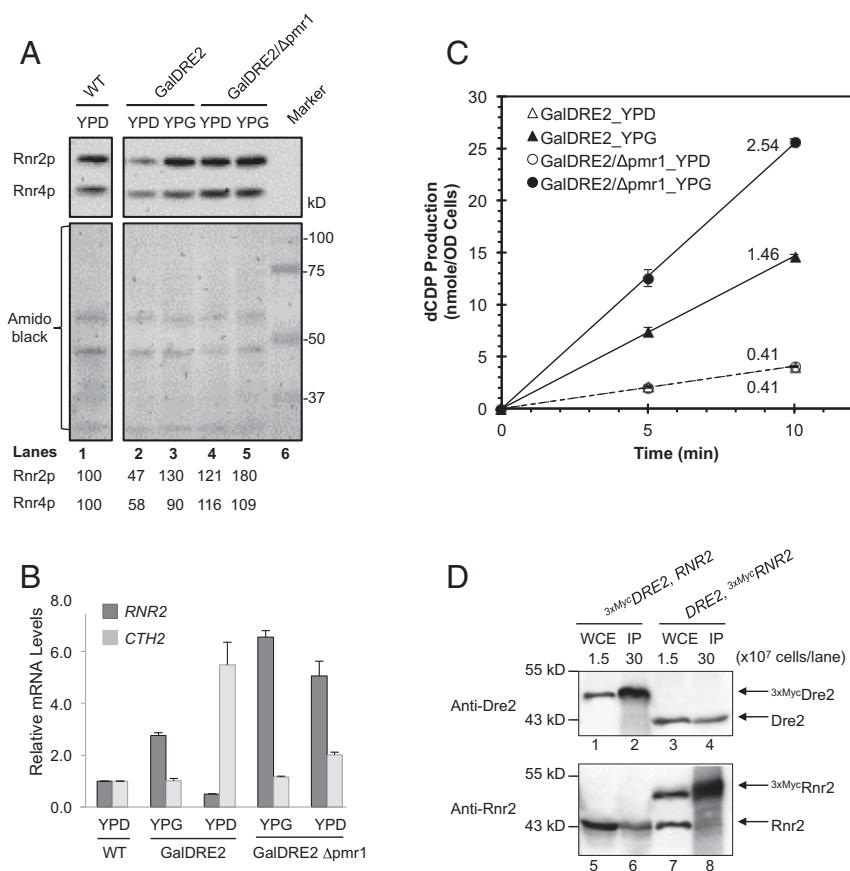 A
WT
GalDRE2
GalDRE2/Δpmr1
Marker
YPD
YPD YPG YPD YPG
Rnr2p
Rnr4p
kD
-100
-75
Amido
black
-50
-37
Lanes 1 2 3 4 5 6
Rnr2p 100 47 130 121 180
Rnr4p 100 58 90 116 109
B
8.0
6.0
4.0
2.0
0.0
Relative mRNA Levels
RNR2
CTH2
YPD YPG YPD YPG YPD
WT GalDRE2 GalDRE2 Δpmr1
C
30
25
20
15
10
5
0
dCDP Production
(nmole/OD Cells)
GalDRE2_YPD
GalDRE2_YPG
GalDRE2/Δpmr1_YPD
GalDRE2/Δpmr1_YPG
2.54
1.46
0.41
0.41
0 5 10
Time (min)
D
3xMycDRE2, RNR2
DRE2, 3xMycRNR2
WCE IP WCE IP
1.5 30 1.5 30 (x10⁷ cells/lane)
55 kD
Anti-Dre2
3xMycDre2
43 kD
Dre2
1 2 3 4
55 kD
3xMycRnr2
Anti-Rnr2
43 kD
Rnr2
5 6 7 8